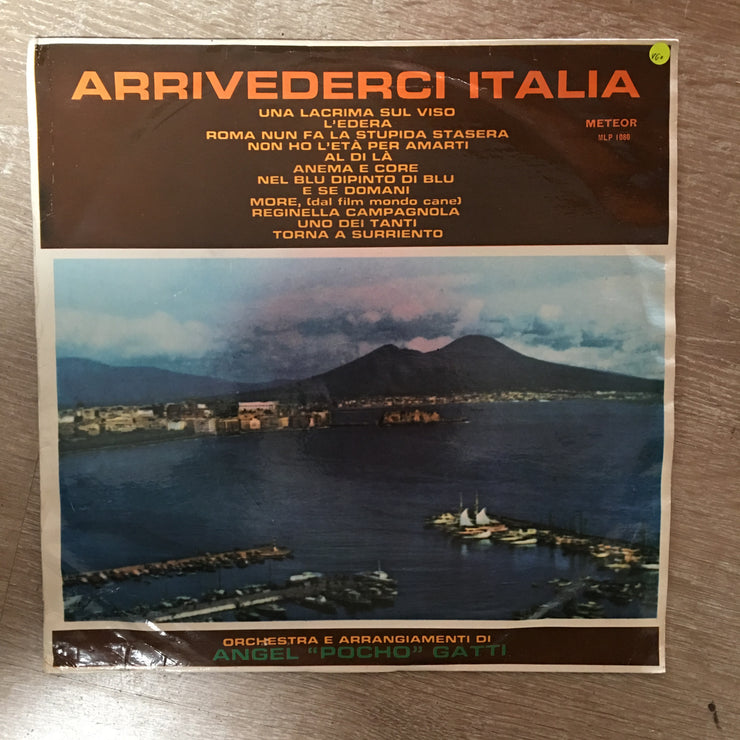 ARRIVEDERCI ITALIA
VG+
UNA LACRIMA SUL VISO
L'EDERA
ROMA NUN FA LA STUPIDA STASERA
NON HO L'ETÀ PER AMARTI
AL DI LÀ
ANEMA E CORE
NEL BLU DIPINTO DI BLU
E SE DOMANI
MORE, (dal film mondo cane)
REGINELLA CAMPAGNOLA
UNO DEI TANTI
TORNA A SURRIENTO
METEOR
MLP 1080
ORCHESTRA E ARRANGIAMENTI DI
ANGEL "POCHO" GATTI